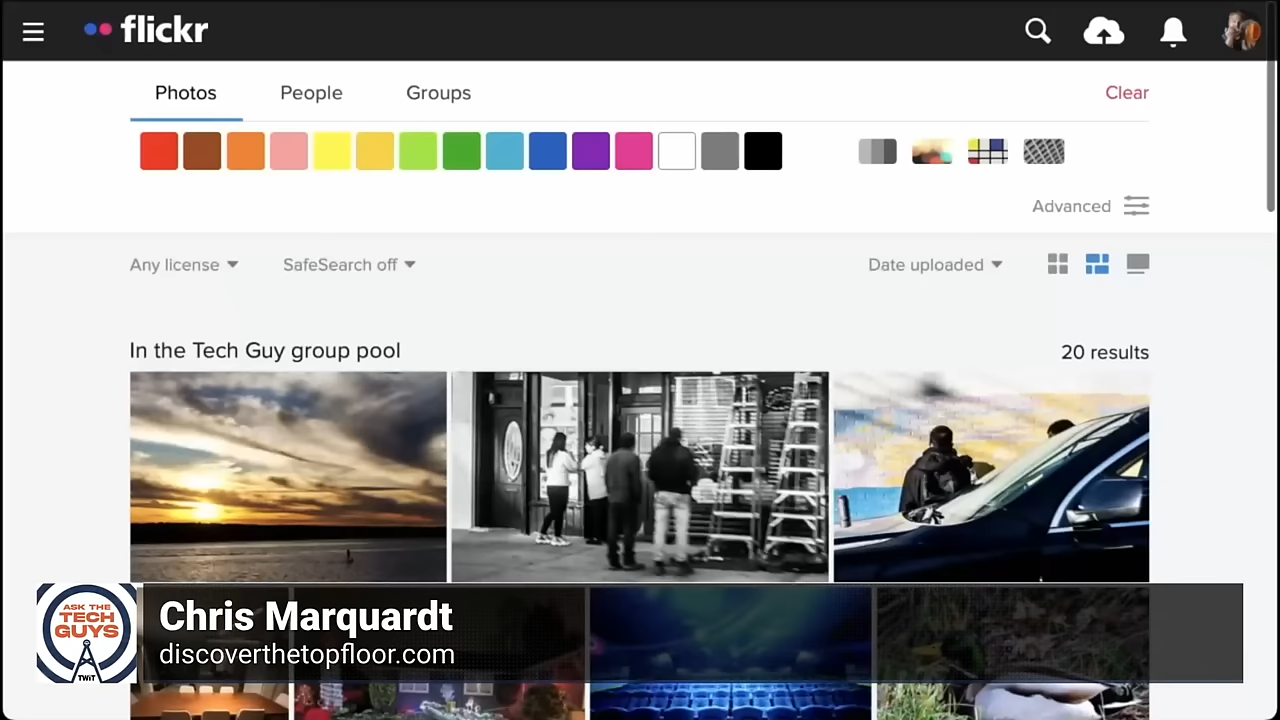 flickr
Photos People Groups Clear
Advanced
Any license SafeSearch off Date uploaded
In the Tech Guy group pool 20 results
ASK THE
TECH
GUYS
TWiT
Chris Marquardt
discoverthetopfloor.com